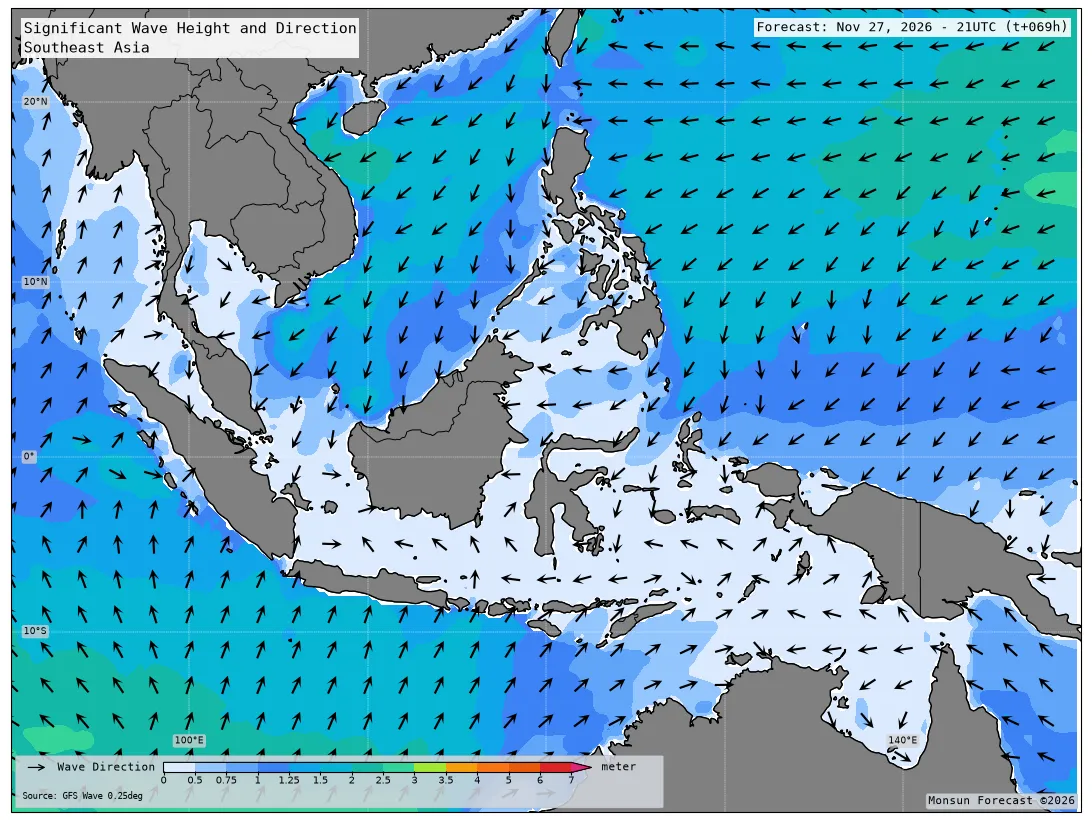 Significant Wave Height and Direction
Southeast Asia
Forecast: Nov 27, 2026 - 21UTC (t+069h)
20°N
10°N
0°
10°S
100°E
140°E
Wave Direction
meter
0 0.5 0.75 1 1.25 1.5 2 2.5 3 3.5 4 5 6 7
Source: GFS Wave 0.25deg
Monsun Forecast ©2026